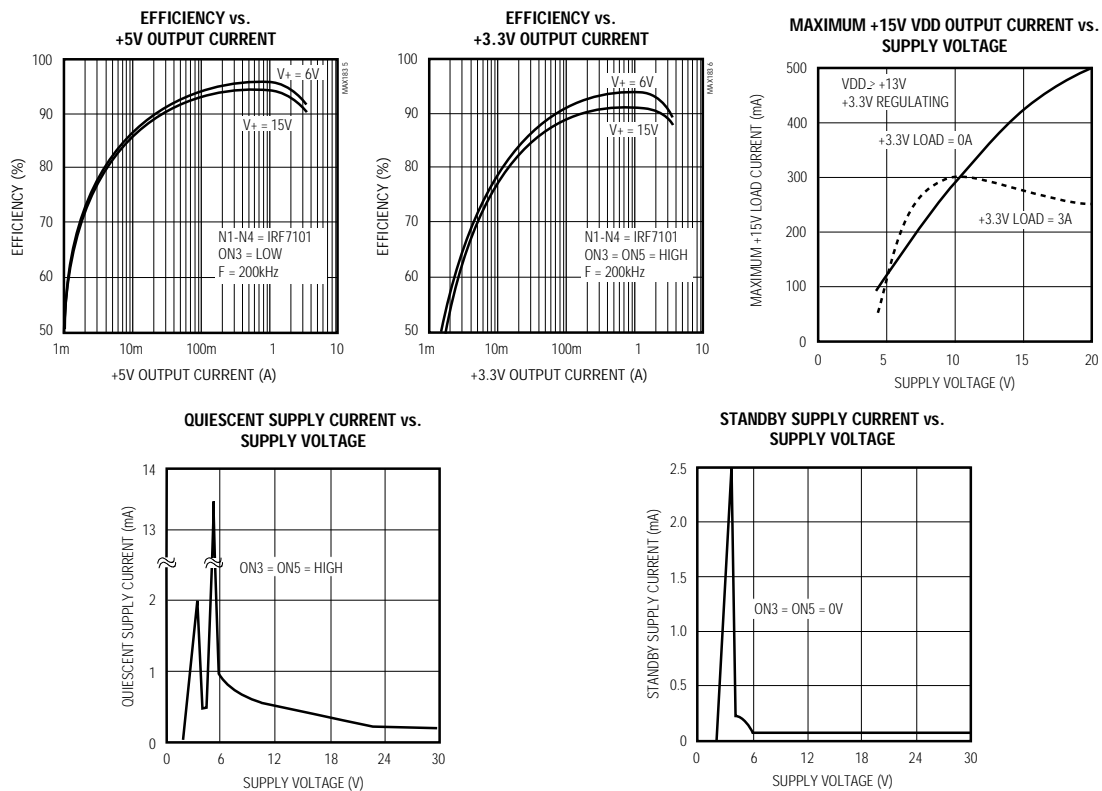 EFFICIENCY vs.
+5V OUTPUT CURRENT
100
90
80
70
60
50
EFFICIENCY (%)
V+ = 6V
V+ = 15V
N1-N4 = IRF7101
ON3 = LOW
F = 200kHz
MAX183 5
1m
10m
100m
1
10
+5V OUTPUT CURRENT (A)
EFFICIENCY vs.
+3.3V OUTPUT CURRENT
100
90
80
70
60
50
EFFICIENCY (%)
V+ = 6V
V+ = 15V
N1-N4 = IRF7101
ON3 = ON5 = HIGH
F = 200kHz
MAX183 6
1m
10m
100m
1
10
+3.3V OUTPUT CURRENT (A)
MAXIMUM +15V VDD OUTPUT CURRENT vs.
SUPPLY VOLTAGE
500
400
300
200
100
0
MAXIMUM +15V LOAD CURRENT (mA)
VDD > +13V
+3.3V REGULATING
+3.3V LOAD = 0A
+3.3V LOAD = 3A
0
5
10
15
20
SUPPLY VOLTAGE (V)
QUIESCENT SUPPLY CURRENT vs.
SUPPLY VOLTAGE
14
13
2
1
0
QUIESCENT SUPPLY CURRENT (mA)
ON3 = ON5 = HIGH
0
6
12
18
24
30
SUPPLY VOLTAGE (V)
STANDBY SUPPLY CURRENT vs.
SUPPLY VOLTAGE
2.5
2.0
1.5
1.0
0.5
0
STANDBY SUPPLY CURRENT (mA)
ON3 = ON5 = 0V
0
6
12
18
24
30
SUPPLY VOLTAGE (V)